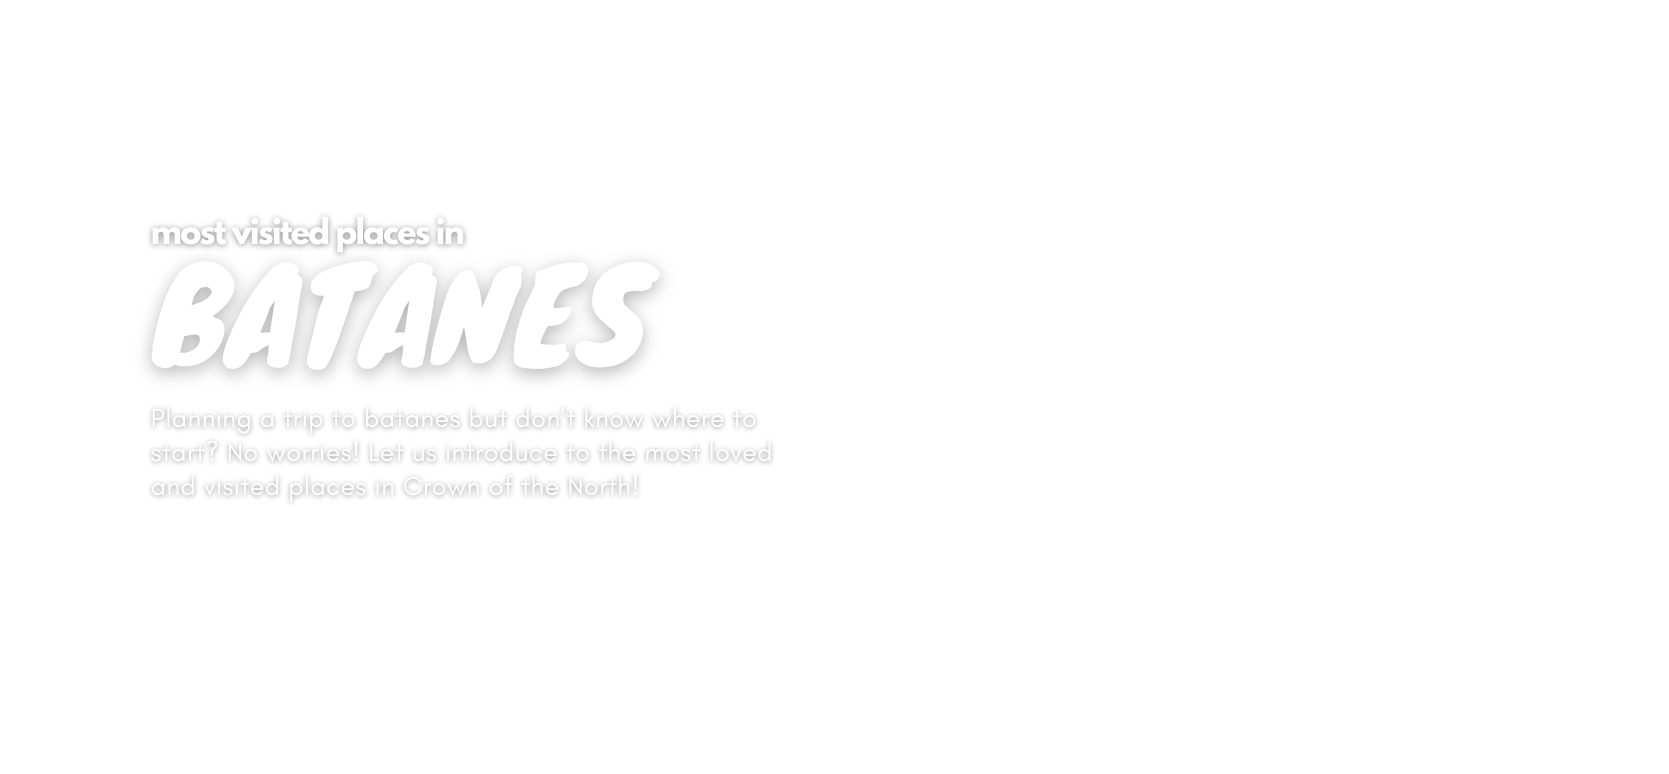 most visited places in
BATANES
Planning a trip to batanes but don't know where to
start? No worries! Let us introduce to the most loved
and visited places in Crown of the North!